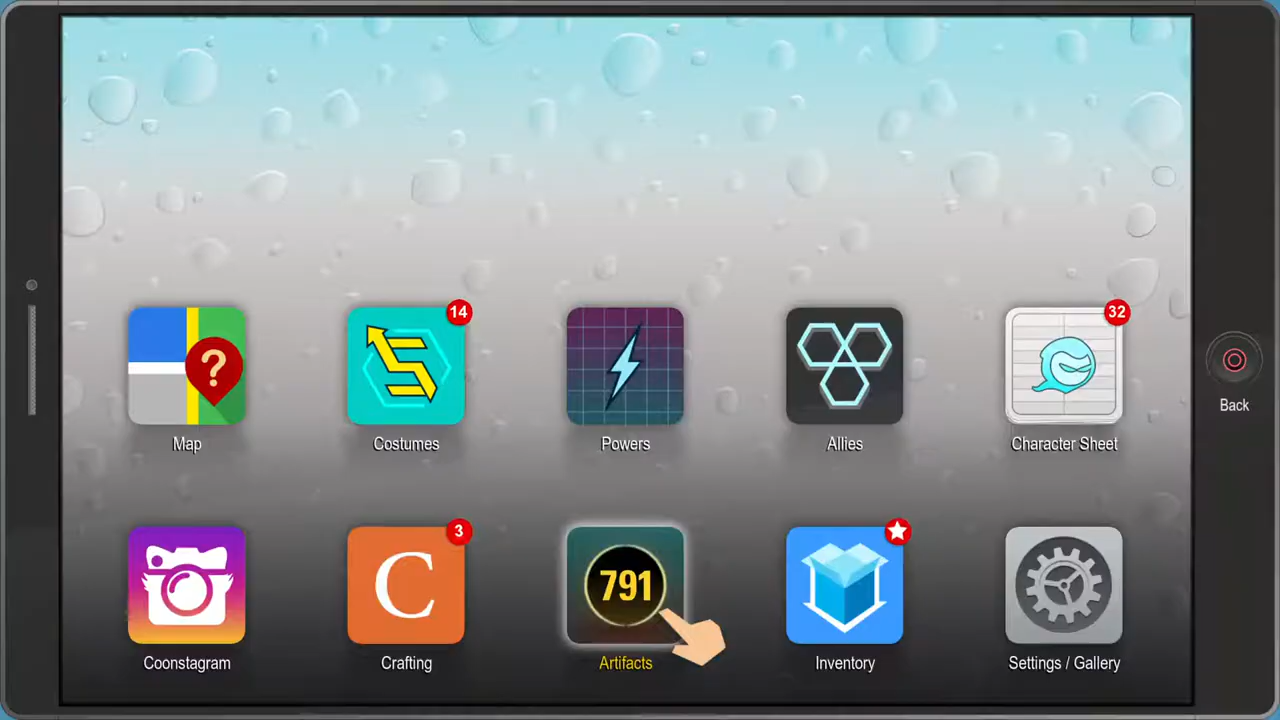 14
32
?
Map
Costumes
Powers
Allies
Character Sheet
Back
3
C
791
Coonstagram
Crafting
Artifacts
Inventory
Settings / Gallery